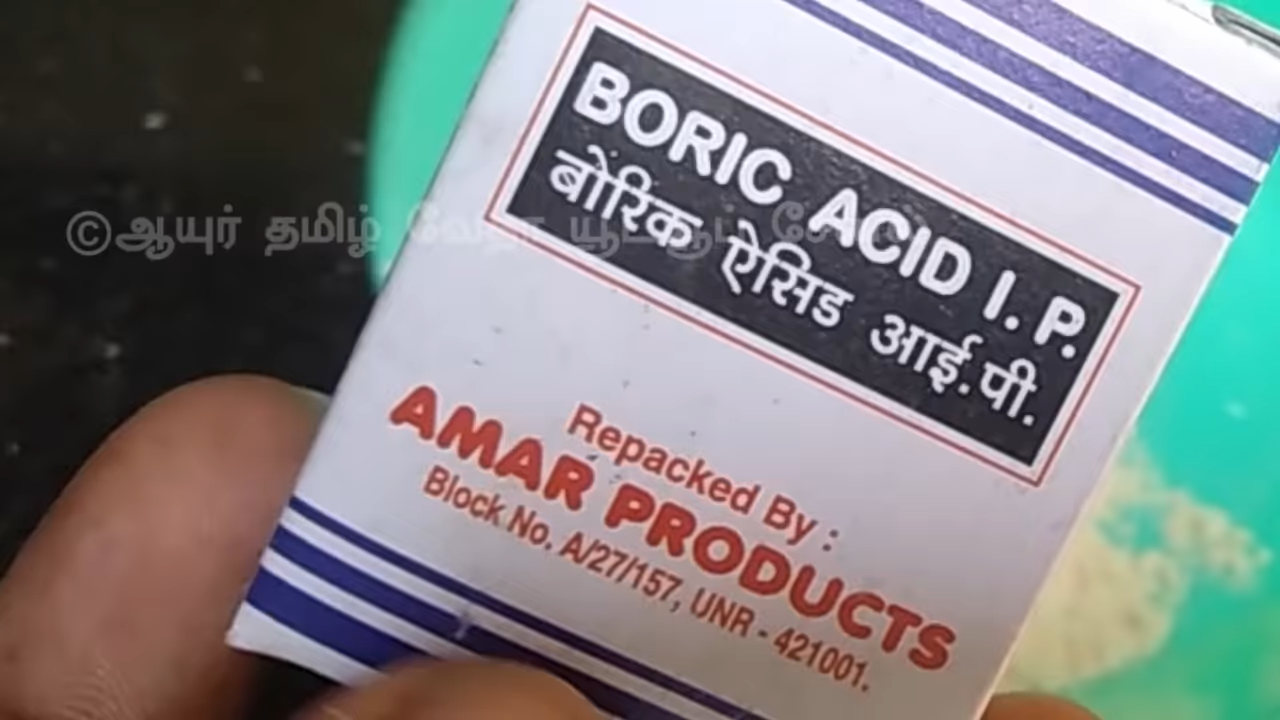 BORIC ACID I. P.
बोरिक ऐसिड आई.पी.
©ஆயுர் தமிழ்
Repacked By :
AMAR PRODUCTS
Block No. A/27/157, UNR - 421001.